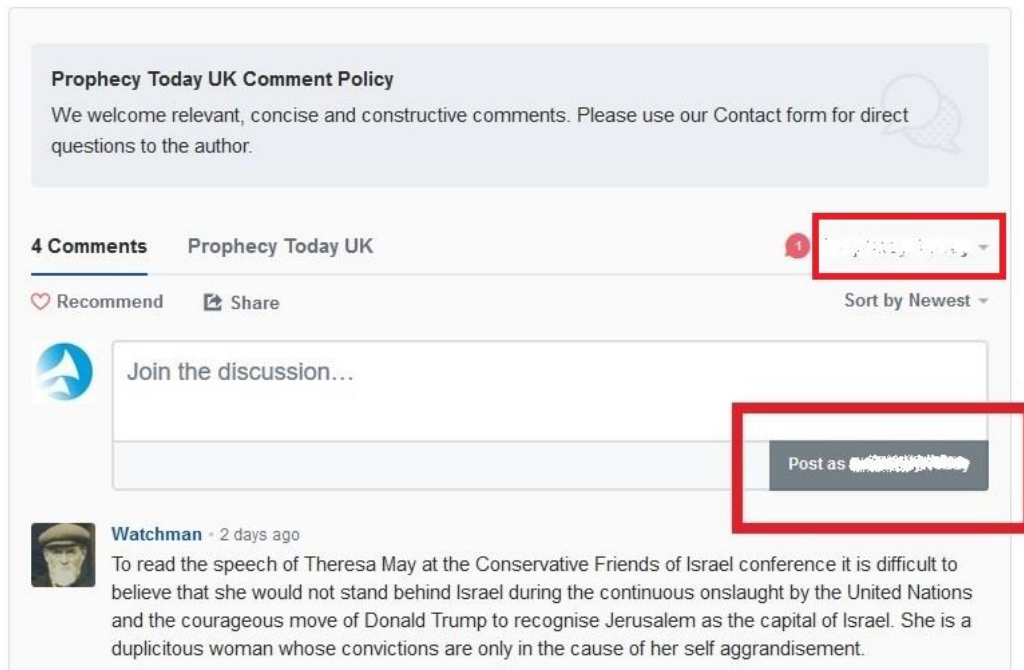 Prophecy Today UK Comment Policy
We welcome relevant, concise and constructive comments. Please use our Contact form for direct
questions to the author.
4 Comments Prophecy Today UK 1
Recommend Share Sort by Newest
Join the discussion…
Post as
Watchman • 2 days ago
To read the speech of Theresa May at the Conservative Friends of Israel conference it is difficult to
believe that she would not stand behind Israel during the continuous onslaught by the United Nations
and the courageous move of Donald Trump to recognise Jerusalem as the capital of Israel. She is a
duplicitous woman whose convictions are only in the cause of her self aggrandisement.